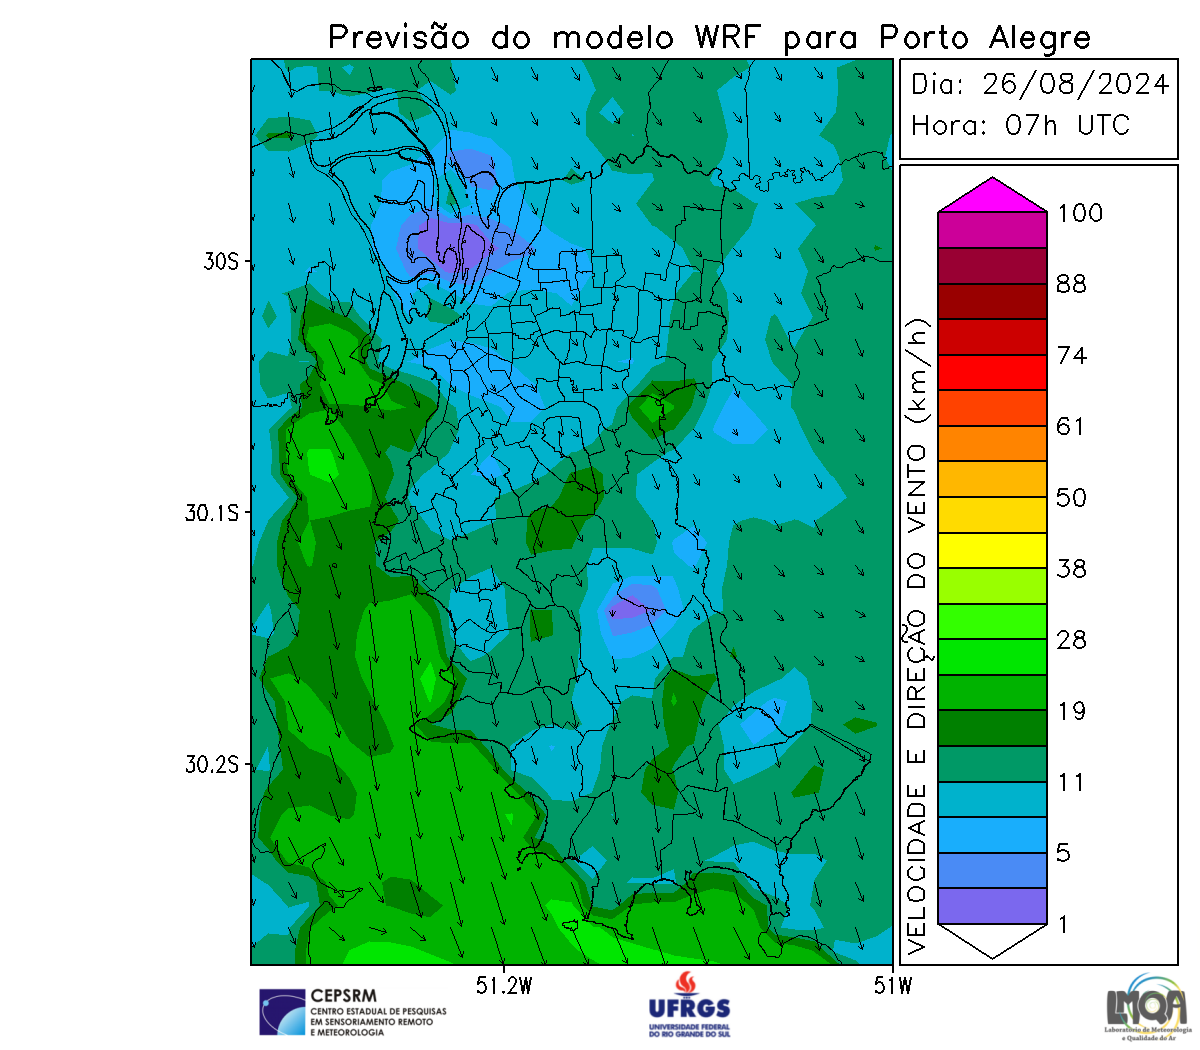 Previsão do modelo WRF para Porto Alegre
Dia: 26/08/2024
Hora: 07h UTC
100
88
74
61
50
38
28
19
11
5
1
VELOCIDADE E DIREÇÃO DO VENTO (km/h)
30S
30.1S
30.2S
51.2W
51W
CEPSRM
CENTRO ESTADUAL DE PESQUISAS
EM SENSORIAMENTO REMOTO
E METEOROLOGIA
UFRGS
UNIVERSIDADE FEDERAL
DO RIO GRANDE DO SUL
LMQA
Laboratório de Meteorologia
e Qualidade do Ar